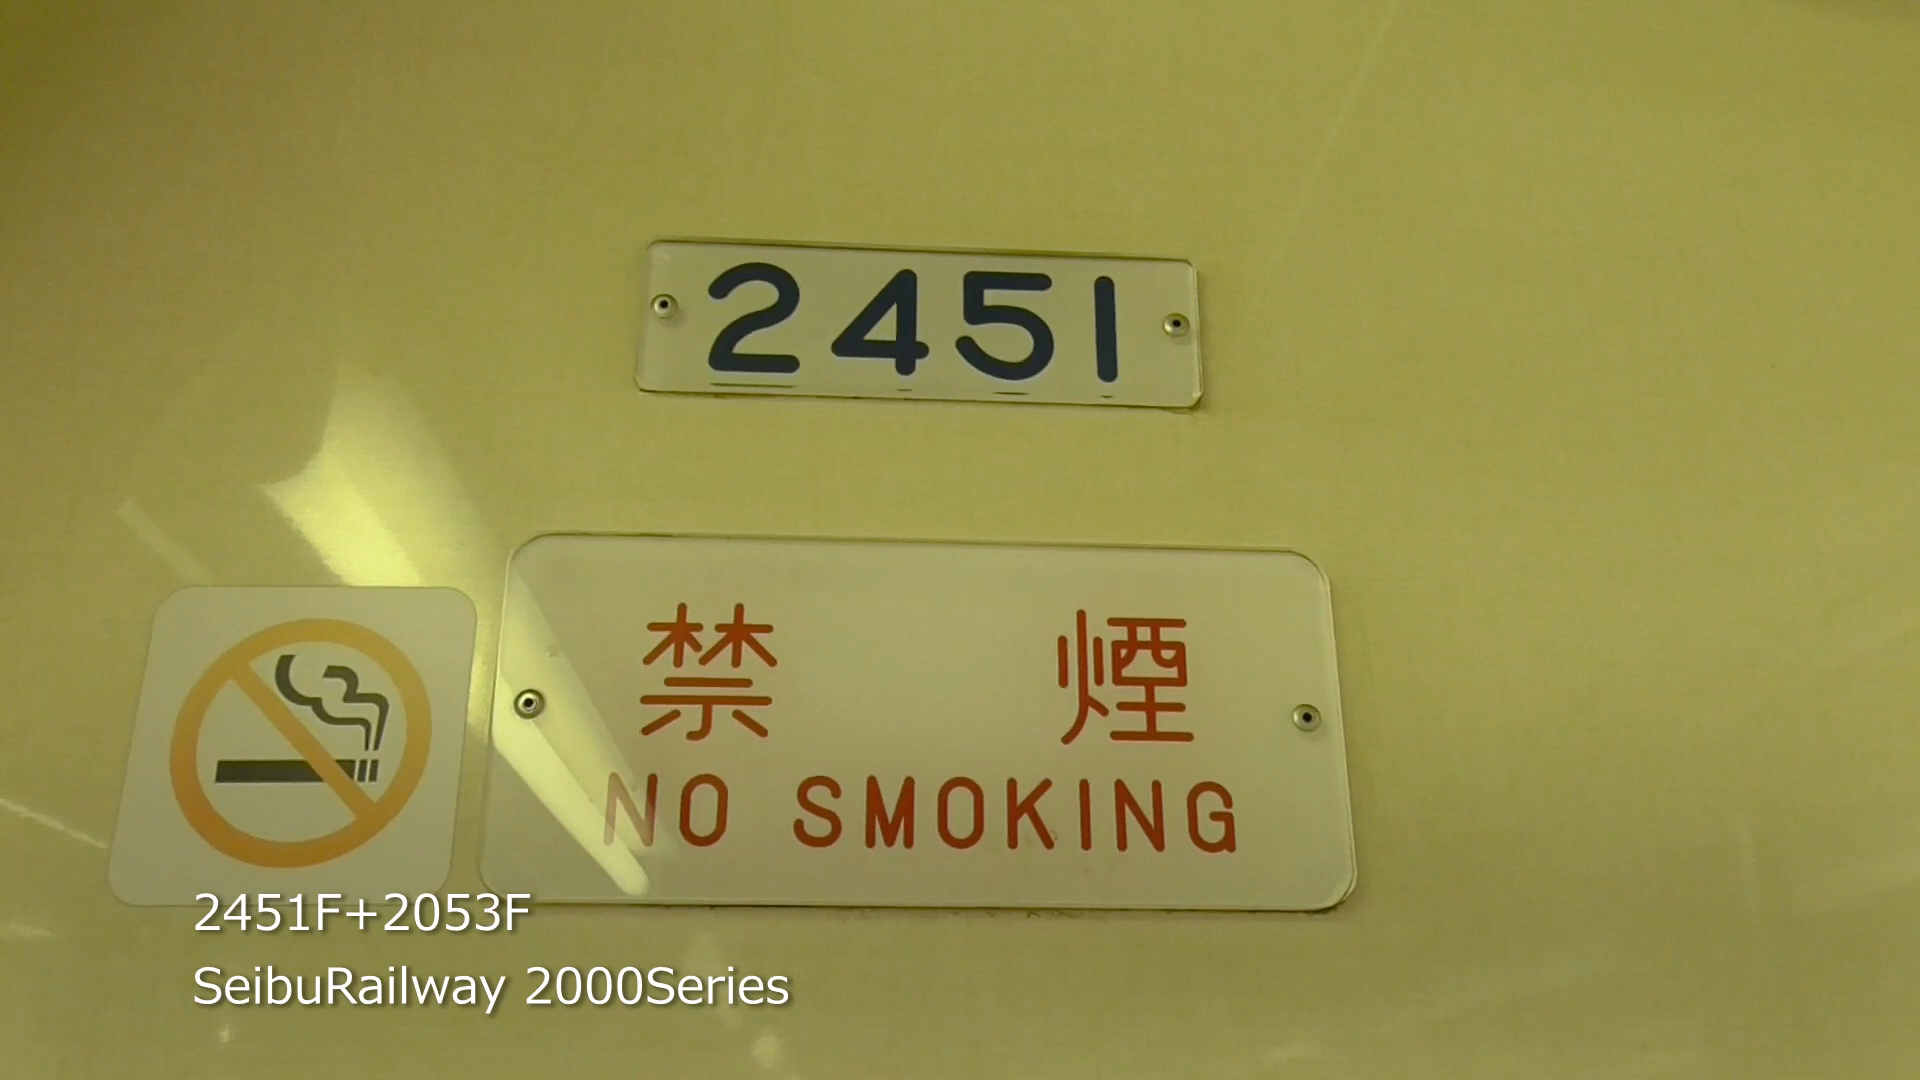 2451
禁 煙
NO SMOKING
2451F+2053F
SeibuRailway 2000Series